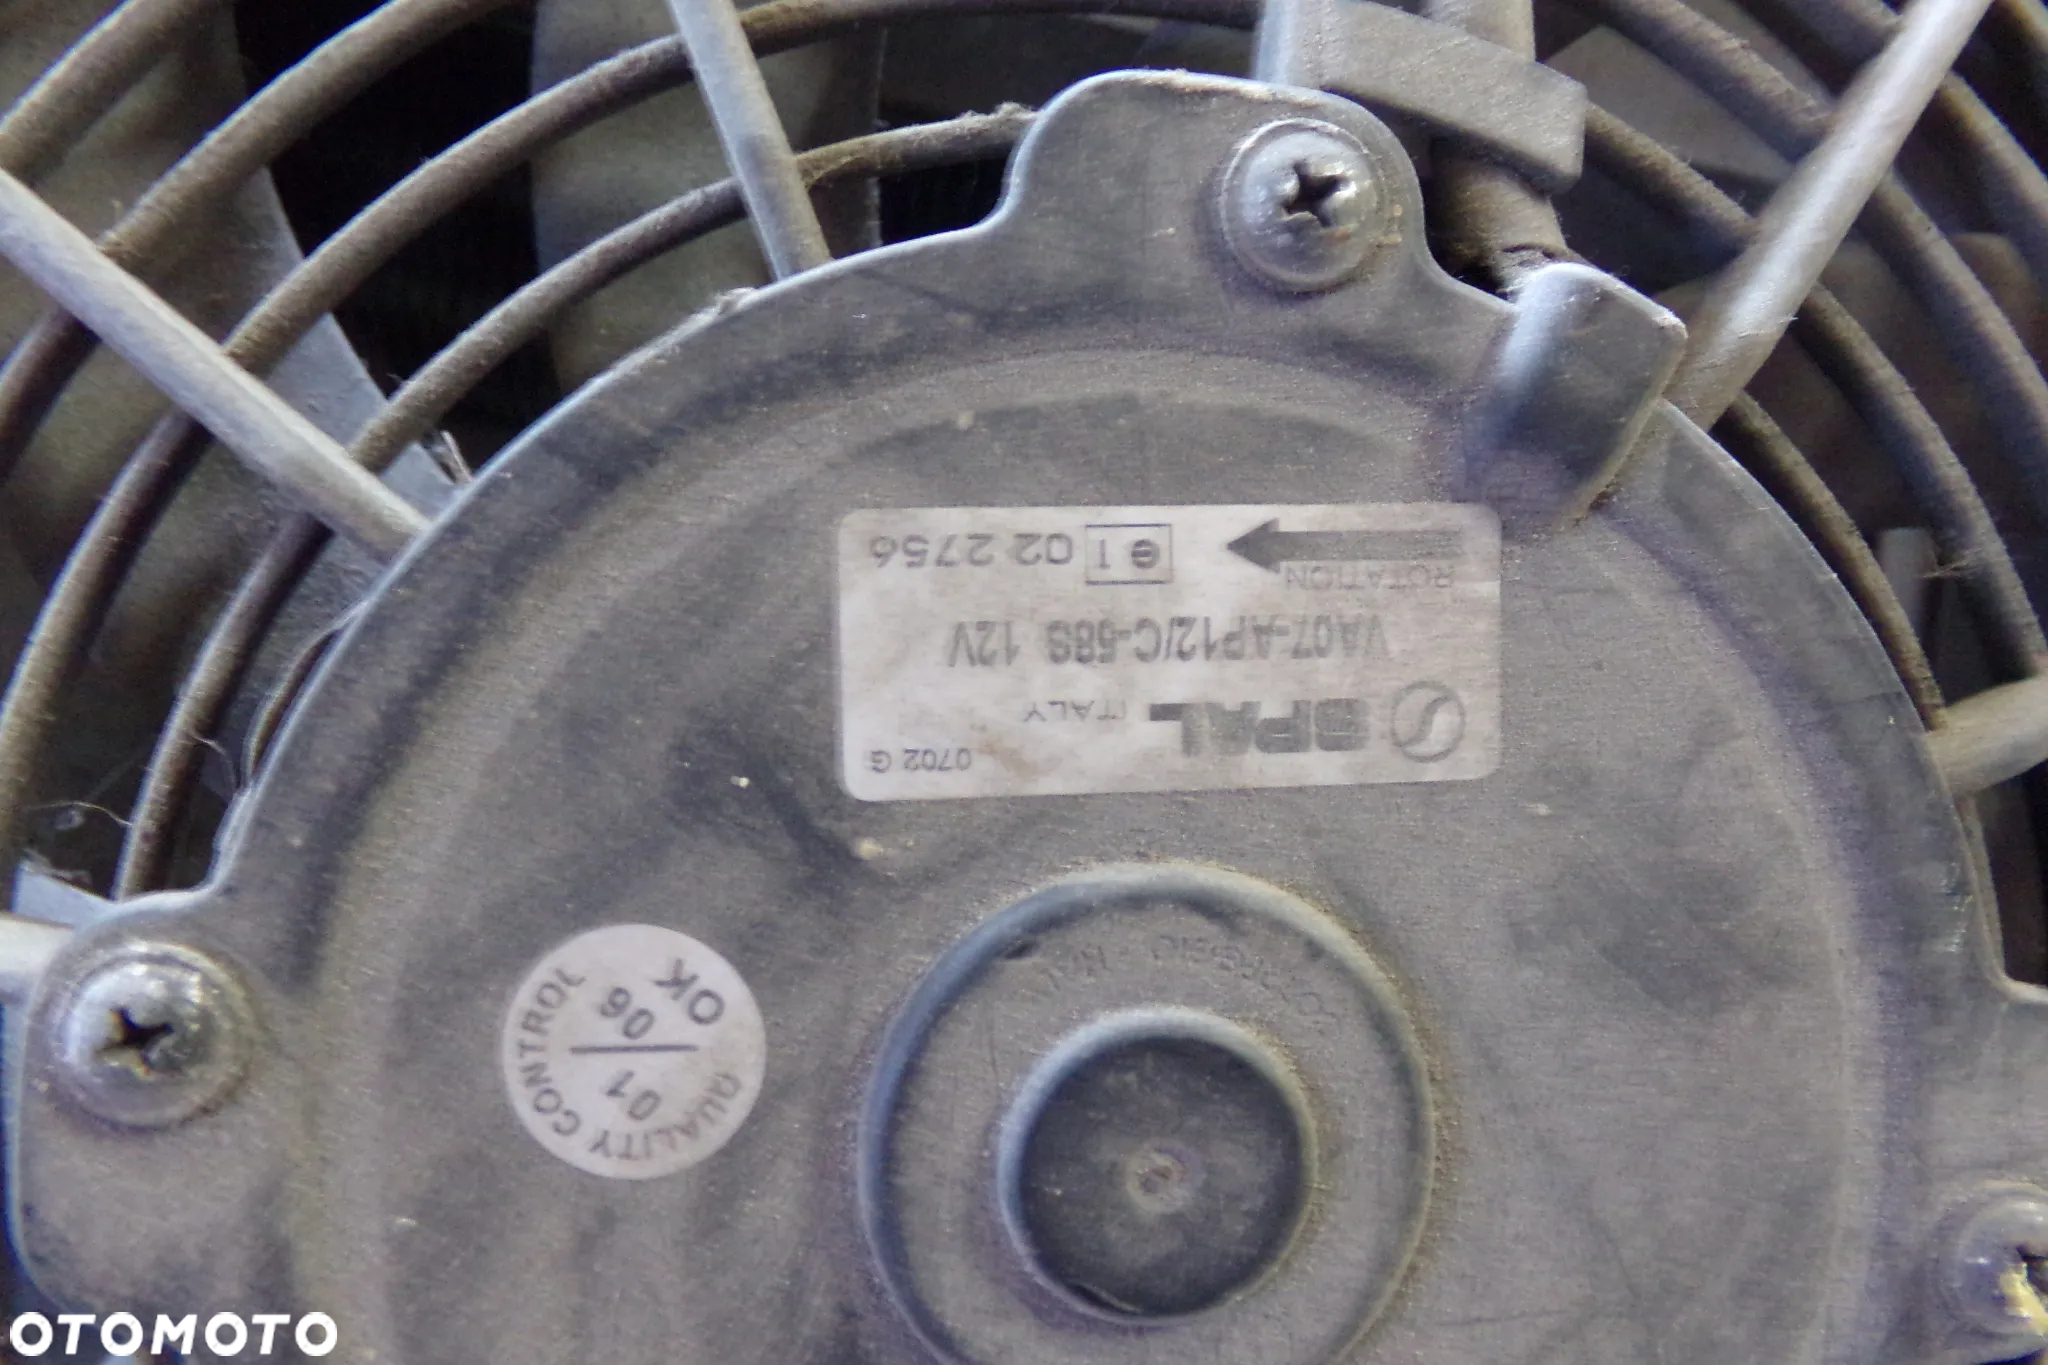 SPAL ITALY 0702 G
VA07-AP12/C-58S 12V
ROTATION e1 02 2756
QUALITY CONTROL
01
06
OK
OTOMOTO